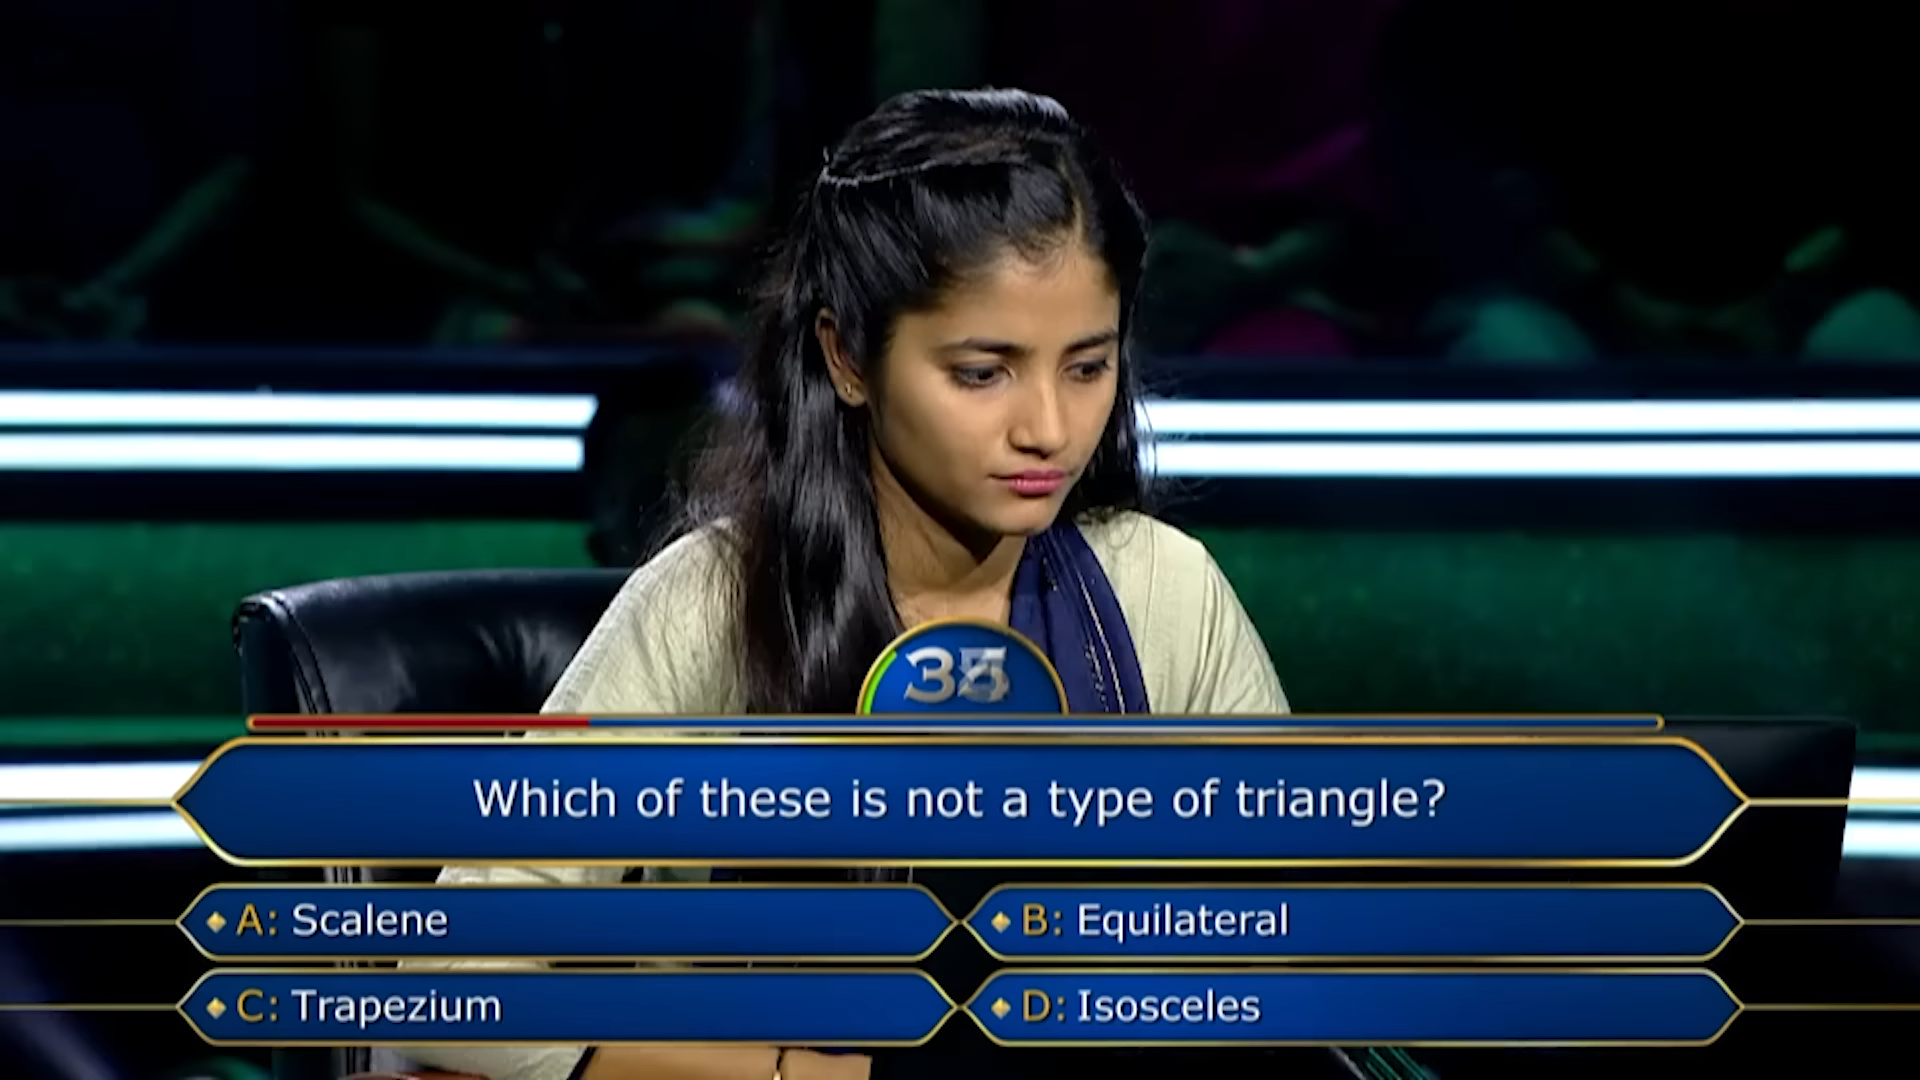 Which of these is not a type of triangle?
A: Scalene
B: Equilateral
C: Trapezium
D: Isosceles